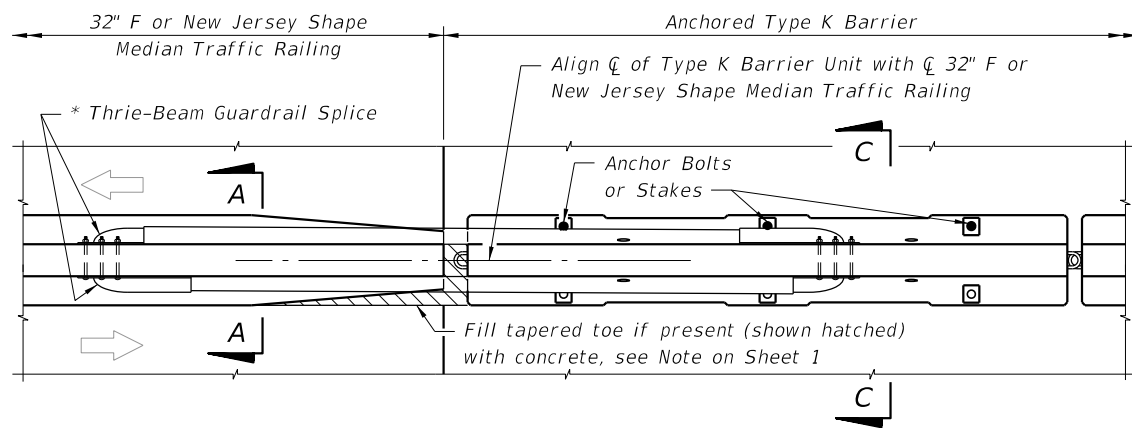 32" F or New Jersey Shape
Median Traffic Railing
Anchored Type K Barrier
Align ℄ of Type K Barrier Unit with ℄ 32" F or
New Jersey Shape Median Traffic Railing
* Thrie-Beam Guardrail Splice
C
Anchor Bolts
or Stakes
A
A
Fill tapered toe if present (shown hatched)
with concrete, see Note on Sheet 1
C